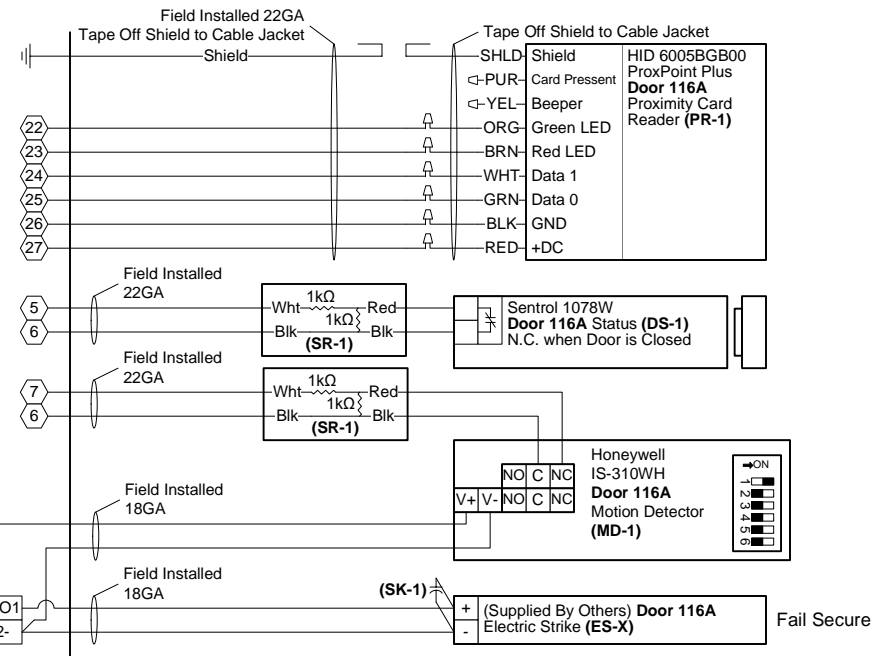 Field Installed 22GA
Tape Off Shield to Cable Jacket
Tape Off Shield to Cable Jacket
Shield
SHLD Shield
PUR Card Pressent
YEL Beeper
22 ORG Green LED
23 BRN Red LED
24 WHT Data 1
25 GRN Data 0
26 BLK GND
27 RED +DC
HID 6005BGB00
ProxPoint Plus
Door 116A
Proximity Card
Reader (PR-1)
Field Installed
22GA
5
6
Wht 1kΩ Red
1kΩ
Blk Blk
(SR-1)
Sentrol 1078W
Door 116A Status (DS-1)
N.C. when Door is Closed
Field Installed
22GA
7
6
Wht 1kΩ Red
1kΩ
Blk Blk
(SR-1)
NO C NC
V+ V- NO C NC
Honeywell
IS-310WH
Door 116A
Motion Detector
(MD-1)
➡ON
1
2
3
4
5
6
Field Installed
18GA
Field Installed
18GA
O1
2-
(SK-1)
+
-
(Supplied By Others) Door 116A
Electric Strike (ES-X)
Fail Secure